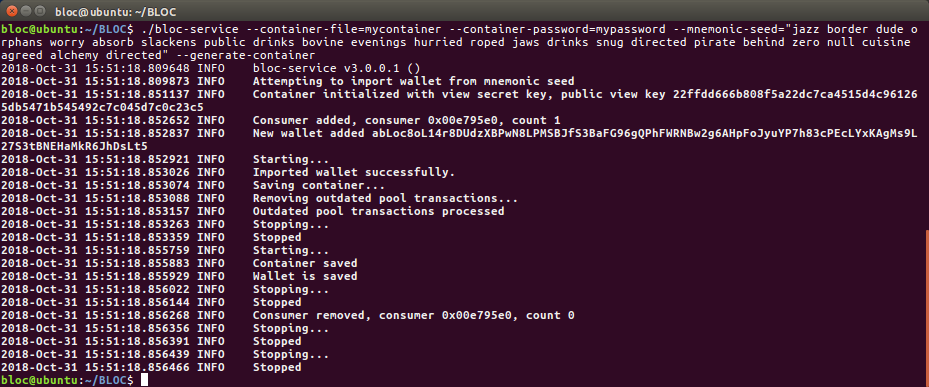 bloc@ubuntu: ~/BLOC
bloc@ubuntu:~/BLOC$ ./bloc-service --container-file=mycontainer --container-password=mypassword --mnemonic-seed="jazz border dude o
rphans worry absorb slackens public drinks bovine evenings hurried roped jaws drinks snug directed pirate behind zero null cuisine
agreed alchemy directed" --generate-container
2018-Oct-31 15:51:18.809648 INFO    bloc-service v3.0.0.1 ()
2018-Oct-31 15:51:18.809873 INFO    Attempting to import wallet from mnemonic seed
2018-Oct-31 15:51:18.851137 INFO    Container initialized with view secret key, public view key 22ffdd666b808f5a22dc7ca4515d4c96126
5db5471b545492c7c045d7c0c23c5
2018-Oct-31 15:51:18.852652 INFO    Consumer added, consumer 0x00e795e0, count 1
2018-Oct-31 15:51:18.852837 INFO    New wallet added abLoc8oL14r8DUdzXBPwN8LPMSBJfS3BaFG96gQPhFWRNBw2g6AHpFoJyuYP7h83cPEcLYxKAgMs9L
27S3tBNEHaMkR6JhDsLt5
2018-Oct-31 15:51:18.852921 INFO    Starting...
2018-Oct-31 15:51:18.853026 INFO    Imported wallet successfully.
2018-Oct-31 15:51:18.853074 INFO    Saving container...
2018-Oct-31 15:51:18.853088 INFO    Removing outdated pool transactions...
2018-Oct-31 15:51:18.853157 INFO    Outdated pool transactions processed
2018-Oct-31 15:51:18.853263 INFO    Stopping...
2018-Oct-31 15:51:18.853359 INFO    Stopped
2018-Oct-31 15:51:18.855759 INFO    Starting...
2018-Oct-31 15:51:18.855883 INFO    Container saved
2018-Oct-31 15:51:18.855929 INFO    Wallet is saved
2018-Oct-31 15:51:18.856022 INFO    Stopping...
2018-Oct-31 15:51:18.856144 INFO    Stopped
2018-Oct-31 15:51:18.856268 INFO    Consumer removed, consumer 0x00e795e0, count 0
2018-Oct-31 15:51:18.856356 INFO    Stopping...
2018-Oct-31 15:51:18.856391 INFO    Stopped
2018-Oct-31 15:51:18.856439 INFO    Stopping...
2018-Oct-31 15:51:18.856466 INFO    Stopped
bloc@ubuntu:~/BLOC$